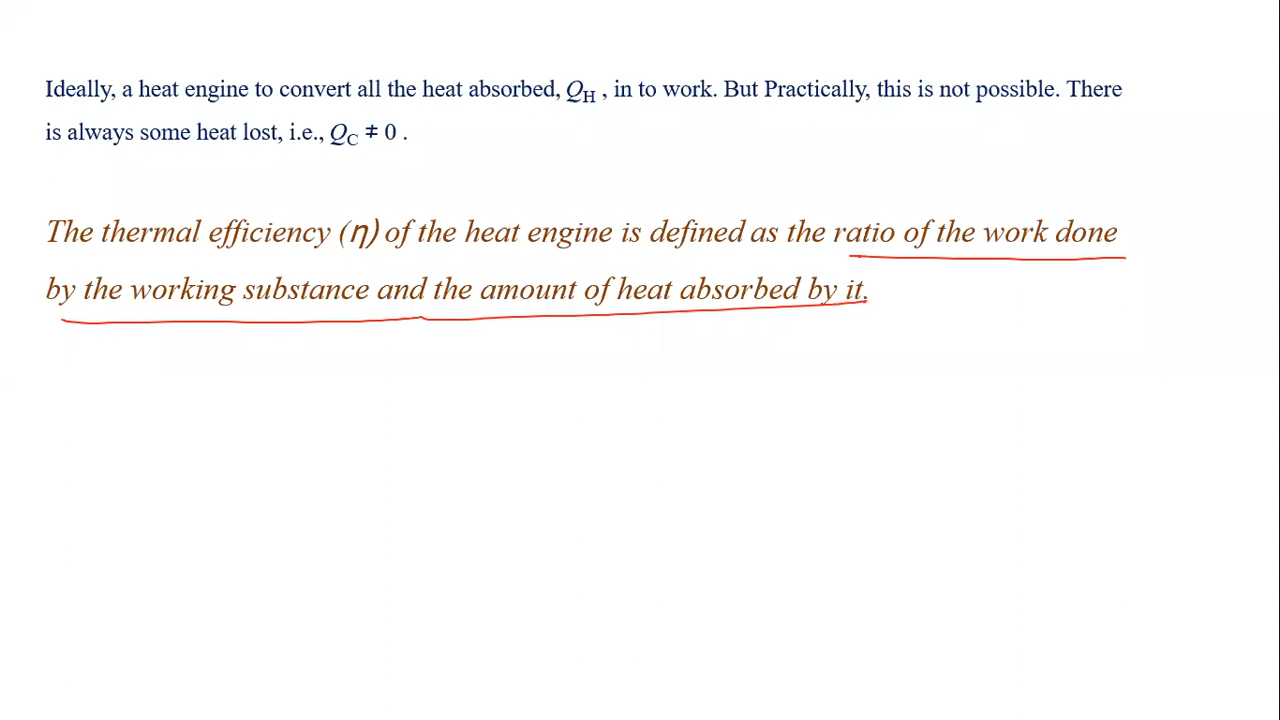 Ideally, a heat engine to convert all the heat absorbed, QH , in to work. But Practically, this is not possible. There
is always some heat lost, i.e., QC ≠ 0 .
The thermal efficiency (η) of the heat engine is defined as the ratio of the work done
by the working substance and the amount of heat absorbed by it.